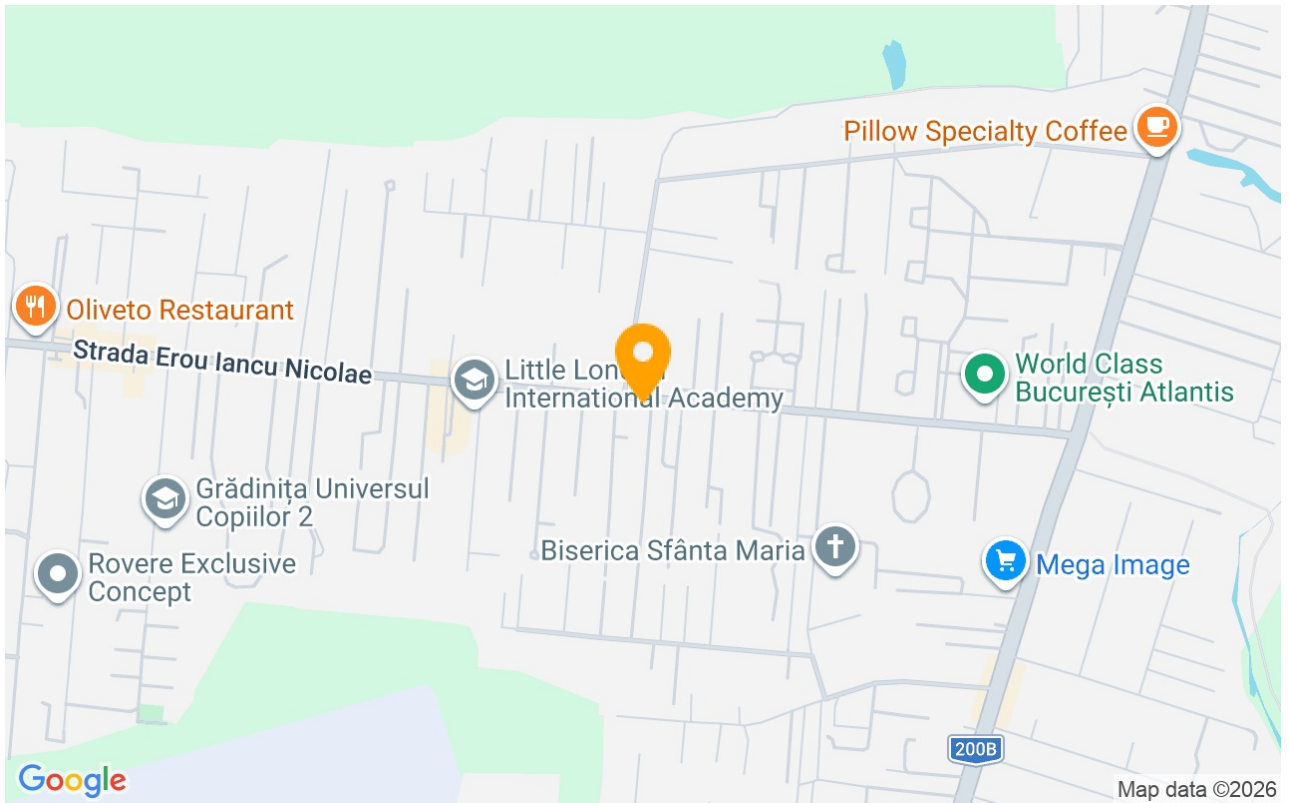 Pillow Specialty Coffee
Oliveto Restaurant
Strada Erou Iancu Nicolae
Little Lon
International Academy
World Class
București Atlantis
Grădinița Universul
Copiilor 2
Biserica Sfânta Maria
Rovere Exclusive
Concept
Mega Image
200B
Google
Map data ©2026